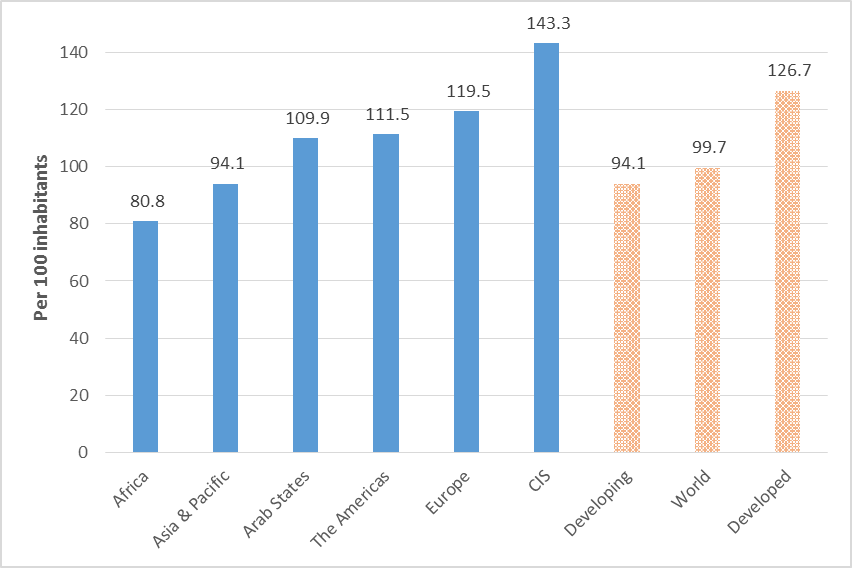 Per 100 inhabitants
140
120
100
80
60
40
20
0
80.8
94.1
109.9
111.5
119.5
143.3
94.1
99.7
126.7
Africa
Asia & Pacific
Arab States
The Americas
Europe
CIS
Developing
World
Developed